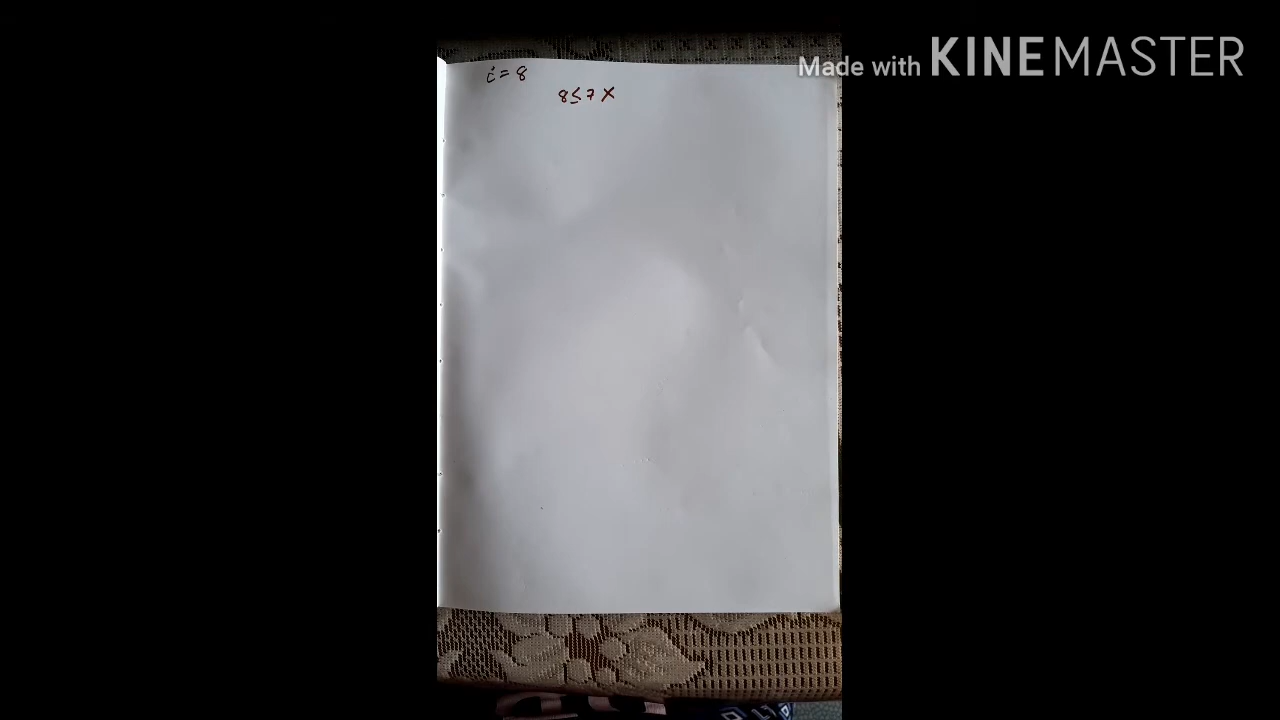 Made with KINEMASTER
i = 8
8 ≤ 7 X